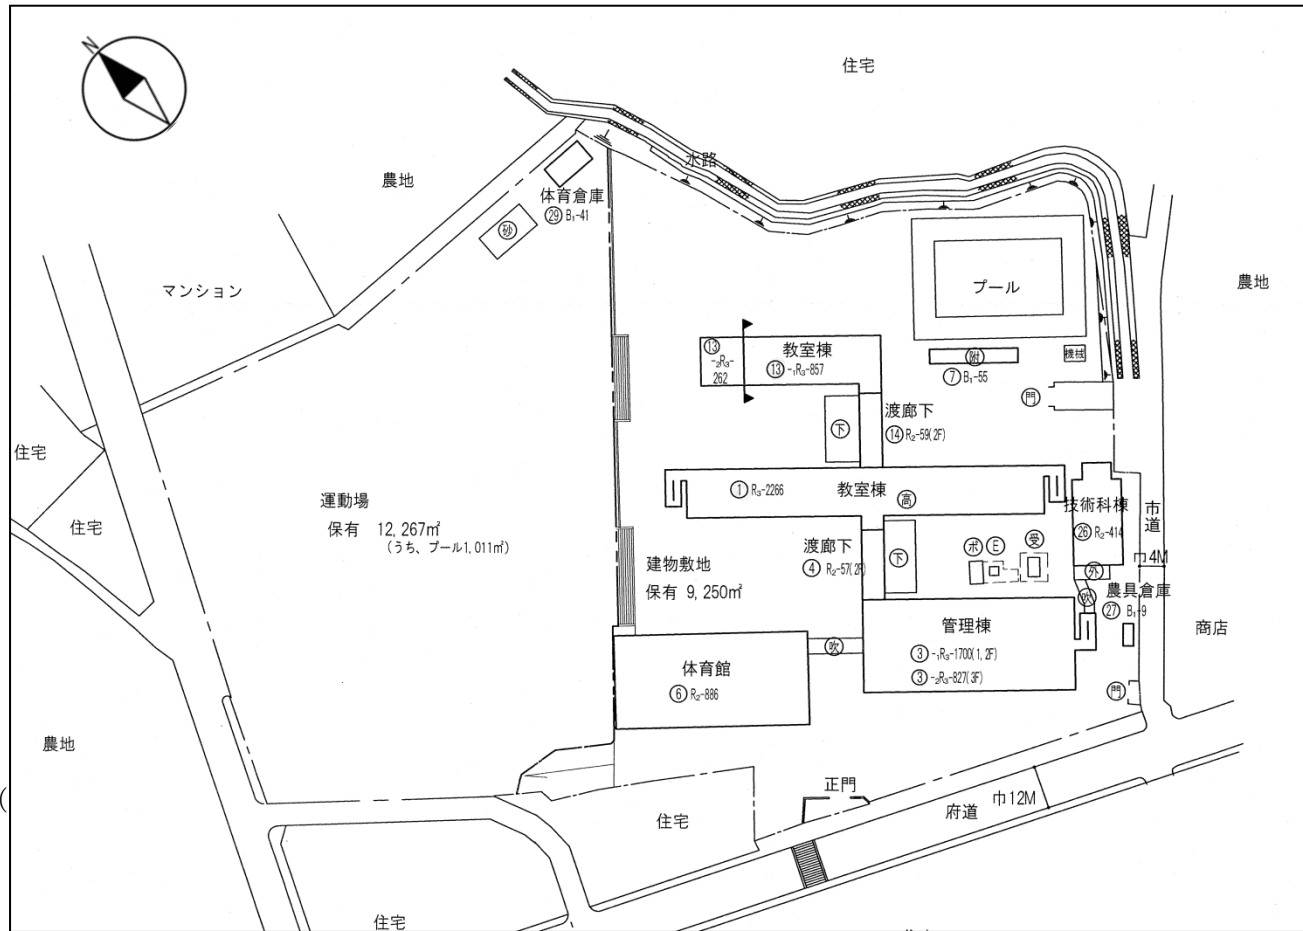 N
住宅
農地
水路
体育倉庫
㉙ B₁-41
砂
マンション
農地
プール
⑬
-₂R₃-
262
教室棟
⑬ -₁R₃-857
附
機械
⑦ B₁-55
門
渡廊下
⑭ R₂-59(2F)
下
住宅
① R₃-2266
教室棟
高
技術科棟
㉖ R₂-414
市道
巾4M
運動場
保有 12,267㎡
(うち、プール1,011㎡)
住宅
渡廊下
④ R₂-57(2F)
下
ポ
E
受
外
建物敷地
保有 9,250㎡
吹
農具倉庫
㉗ B₁-9
商店
管理棟
③ -₁R₃-1700(1,2F)
③ -₂R₃-827(3F)
吹
体育館
⑥ R₂-886
門
農地
正門
巾12M
府道
住宅
住宅
(